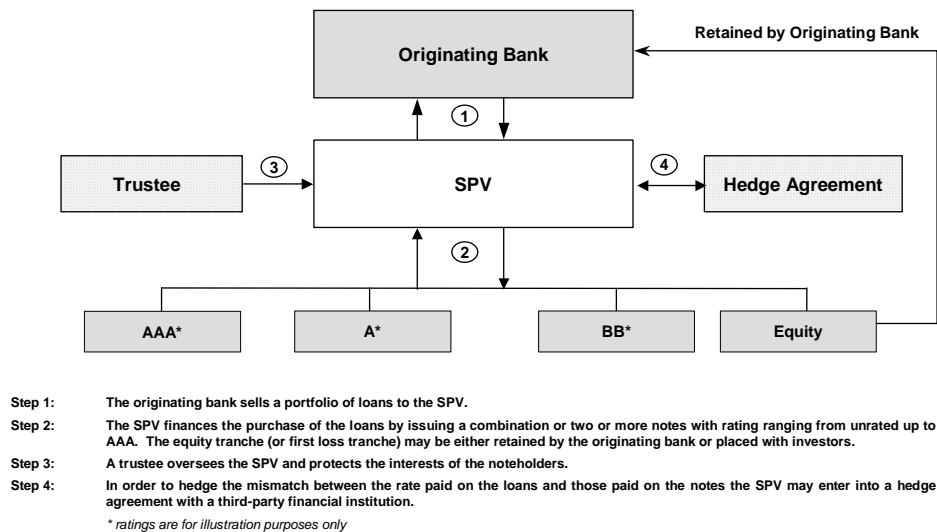 Retained by Originating Bank
Originating Bank
1
3
4
Trustee
SPV
Hedge Agreement
2
AAA*
A*
BB*
Equity
Step 1: The originating bank sells a portfolio of loans to the SPV.
Step 2: The SPV finances the purchase of the loans by issuing a combination or two or more notes with rating ranging from unrated up to
AAA. The equity tranche (or first loss tranche) may be either retained by the originating bank or placed with investors.
Step 3: A trustee oversees the SPV and protects the interests of the noteholders.
Step 4: In order to hedge the mismatch between the rate paid on the loans and those paid on the notes the SPV may enter into a hedge
agreement with a third-party financial institution.
* ratings are for illustration purposes only